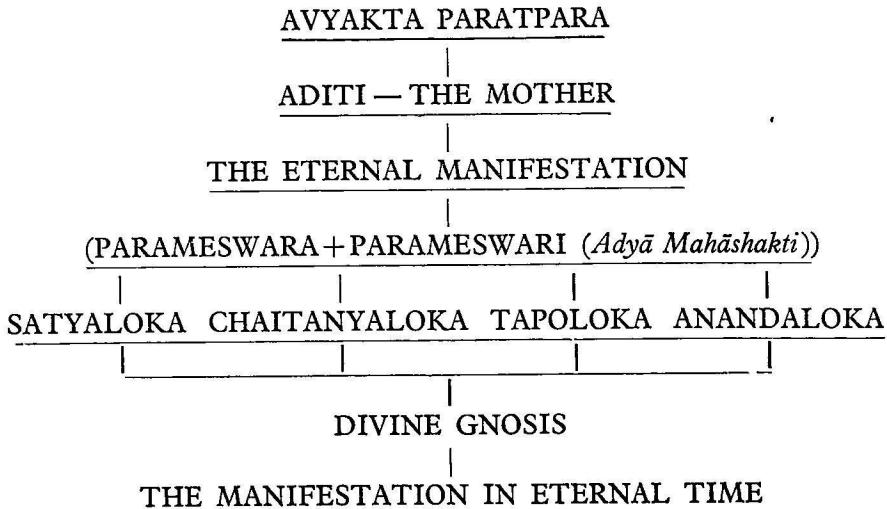 AVYAKTA PARATPARA
ADITI — THE MOTHER
THE ETERNAL MANIFESTATION
(PARAMESWARA+PARAMESWARI (Adyā Mahāshakti))
SATYALOKA CHAITANYALOKA TAPOLOKA ANANDALOKA
DIVINE GNOSIS
THE MANIFESTATION IN ETERNAL TIME